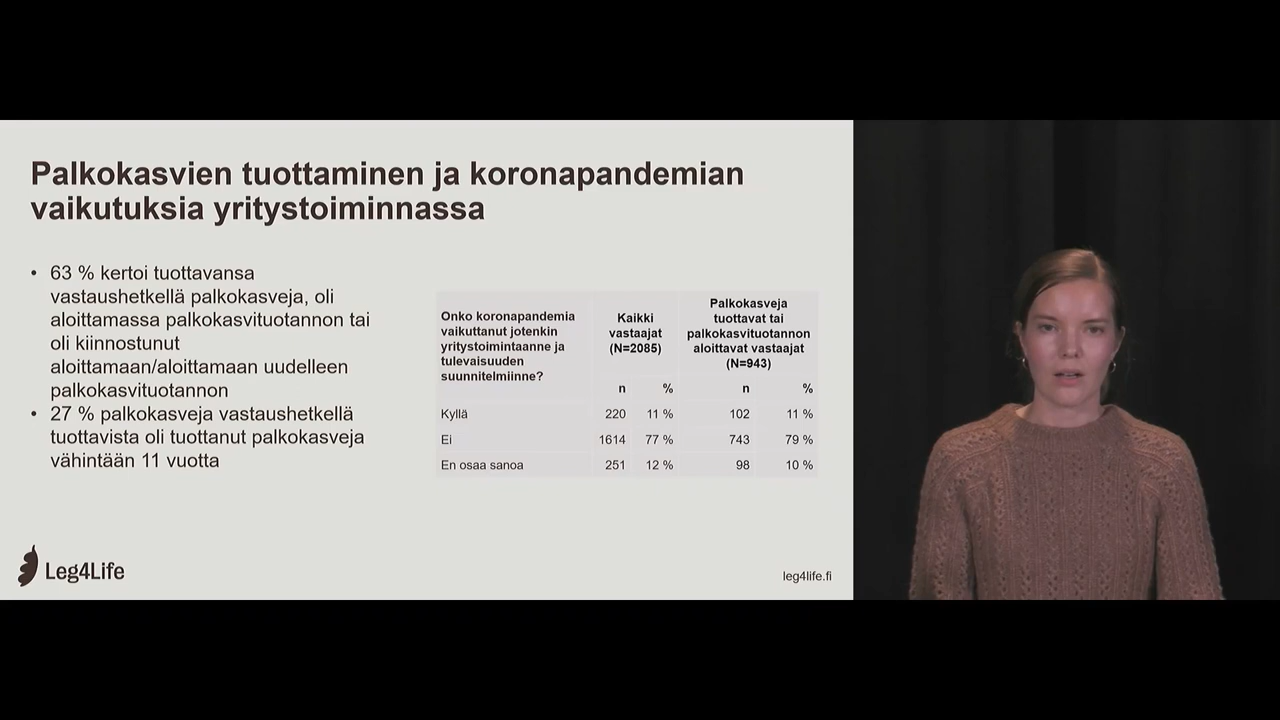 Palkokasvien tuottaminen ja koronapandemian
vaikutuksia yritystoiminnassa
• 63 % kertoi tuottavansa
vastaushetkellä palkokasveja, oli
aloittamassa palkokasvituotannon tai
oli kiinnostunut
aloittamaan/aloittamaan uudelleen
palkokasvituotannon
• 27 % palkokasveja vastaushetkellä
tuottavista oli tuottanut palkokasveja
vähintään 11 vuotta
Onko koronapandemia
vaikuttanut jotenkin
yritystoimintaanne ja
tulevaisuuden
suunnitelmiinne?
Kaikki
vastaajat
(N=2085)
Palkokasveja
tuottavat tai
palkokasvituotannon
aloittavat vastaajat
(N=943)
n % n %
Kyllä 220 11 % 102 11 %
Ei 1614 77 % 743 79 %
En osaa sanoa 251 12 % 98 10 %
Leg4Life
leg4life.fi